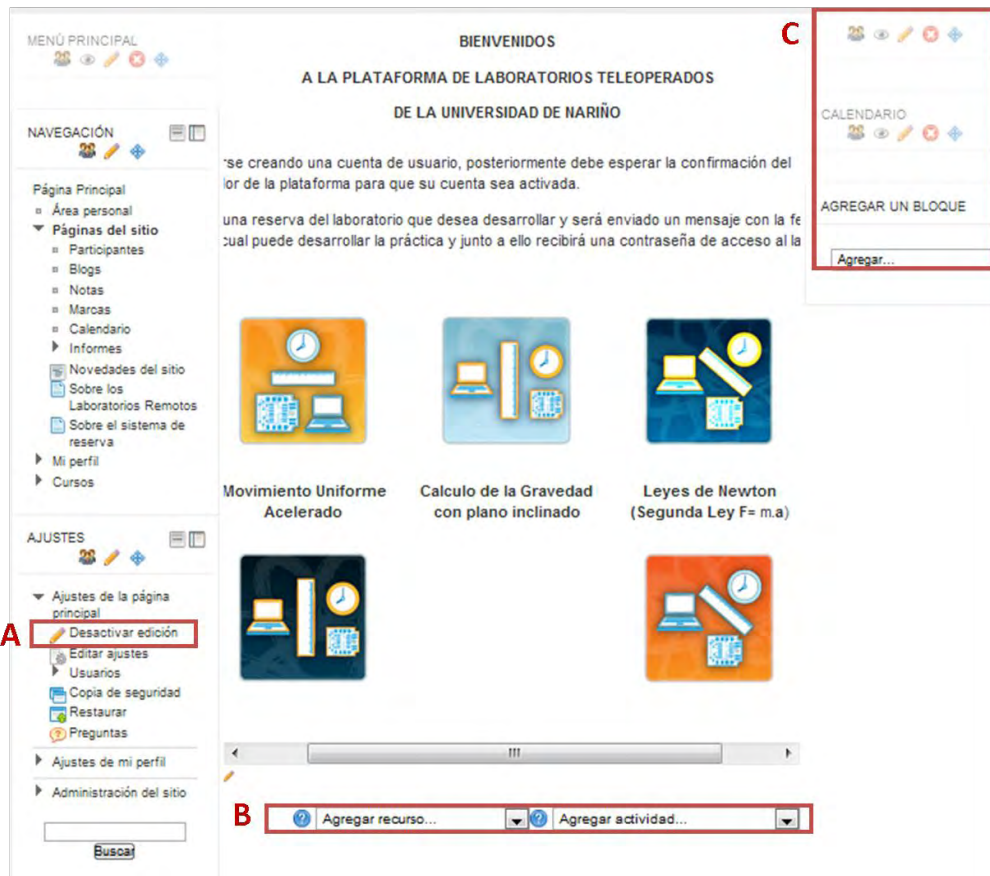 MENÚ PRINCIPAL
NAVEGACIÓN
Página Principal
Área personal
Páginas del sitio
Participantes
Blogs
Notas
Marcas
Calendario
Informes
Novedades del sitio
Sobre los
Laboratorios Remotos
Sobre el sistema de
reserva
Mi perfil
Cursos
AJUSTES
Ajustes de la página
principal
A
Desactivar edición
Editar ajustes
Usuarios
Copia de seguridad
Restaurar
Preguntas
Ajustes de mi perfil
Administración del sitio
Buscar
BIENVENIDOS
A LA PLATAFORMA DE LABORATORIOS TELEOPERADOS
DE LA UNIVERSIDAD DE NARIÑO
rse creando una cuenta de usuario, posteriormente debe esperar la confirmación del
lor de la plataforma para que su cuenta sea activada.
una reserva del laboratorio que desea desarrollar y será enviado un mensaje con la fe
cual puede desarrollar la práctica y junto a ello recibirá una contraseña de acceso al la
Movimiento Uniforme
Acelerado
Calculo de la Gravedad
con plano inclinado
Leyes de Newton
(Segunda Ley F= m.a)
B
Agregar recurso... Agregar actividad...
C
CALENDARIO
AGREGAR UN BLOQUE
Agregar...